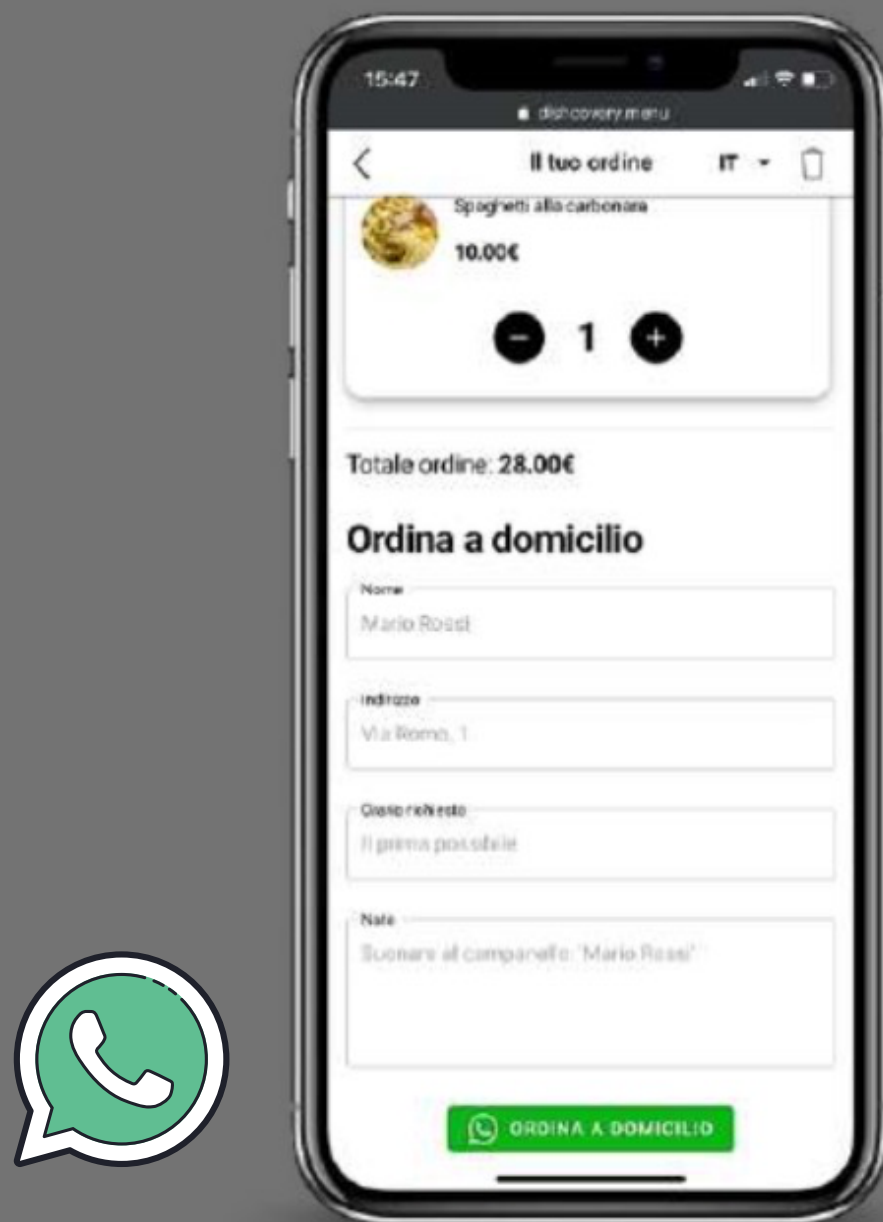 15:47
dishcovery.menu
Il tuo ordine IT
Spaghetti alla carbonara
10.00€
1
Totale ordine: 28.00€
Ordina a domicilio
Nome
Mario Rossi
Indirizzo
Via Roma, 1
Orario richiesto
Il prima possibile
Note
Suonare al campanello "Mario Rossi"
ORDINA A DOMICILIO